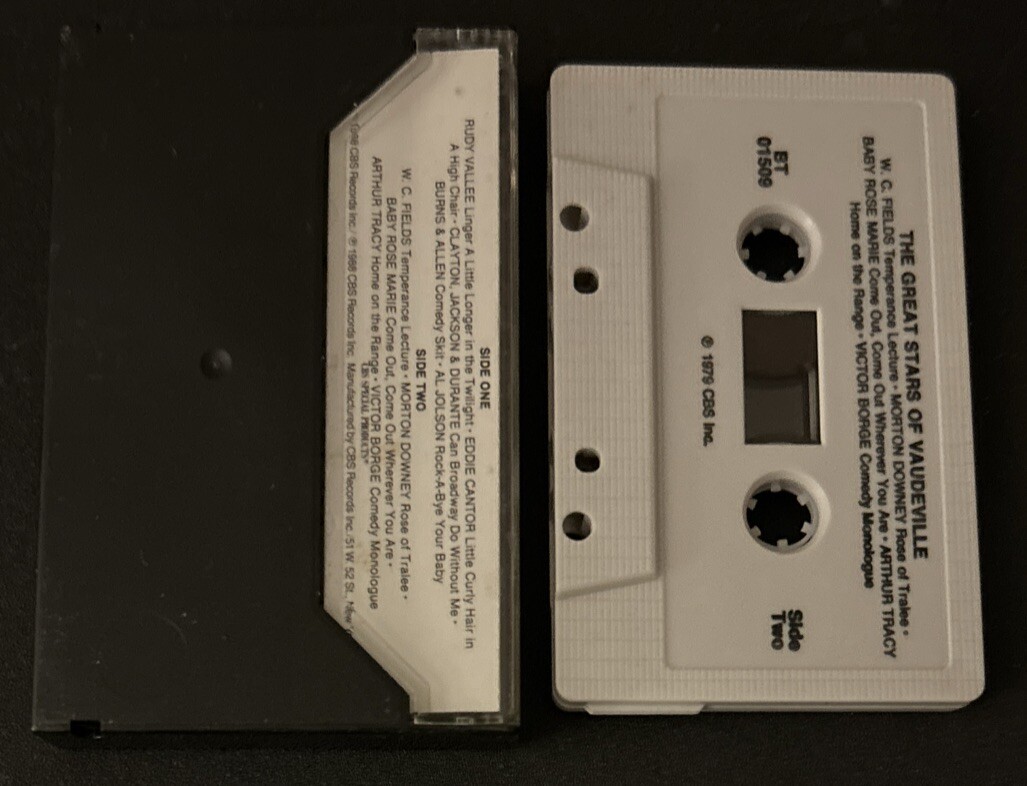 SIDE ONE
RUDY VALLEE Linger A Little Longer in the Twilight • EDDIE CANTOR Little Curly Hair in
A High Chair • CLAYTON, JACKSON & DURANTE Can Broadway Do Without Me •
BURNS & ALLEN Comedy Skit • AL JOLSON Rock-A-Bye Your Baby
SIDE TWO
W. C. FIELDS Temperance Lecture • MORTON DOWNEY Rose of Tralee •
BABY ROSE MARIE Come Out, Come Out Wherever You Are •
ARTHUR TRACY Home on the Range • VICTOR BORGE Comedy Monologue
CBS SPECIAL PRODUCTS
1988 CBS Records Inc./ ℗ 1988 CBS Records Inc. Manufactured by CBS Records Inc./51 W. 52 St., New
THE GREAT STARS OF VAUDEVILLE
W. C. FIELDS Temperance Lecture • MORTON DOWNEY Rose of Tralee •
BABY ROSE MARIE Come Out, Come Out Wherever You Are • ARTHUR TRACY
Home on the Range • VICTOR BORGE Comedy Monologue
BT
01509
Side
Two
℗ 1979 CBS Inc.